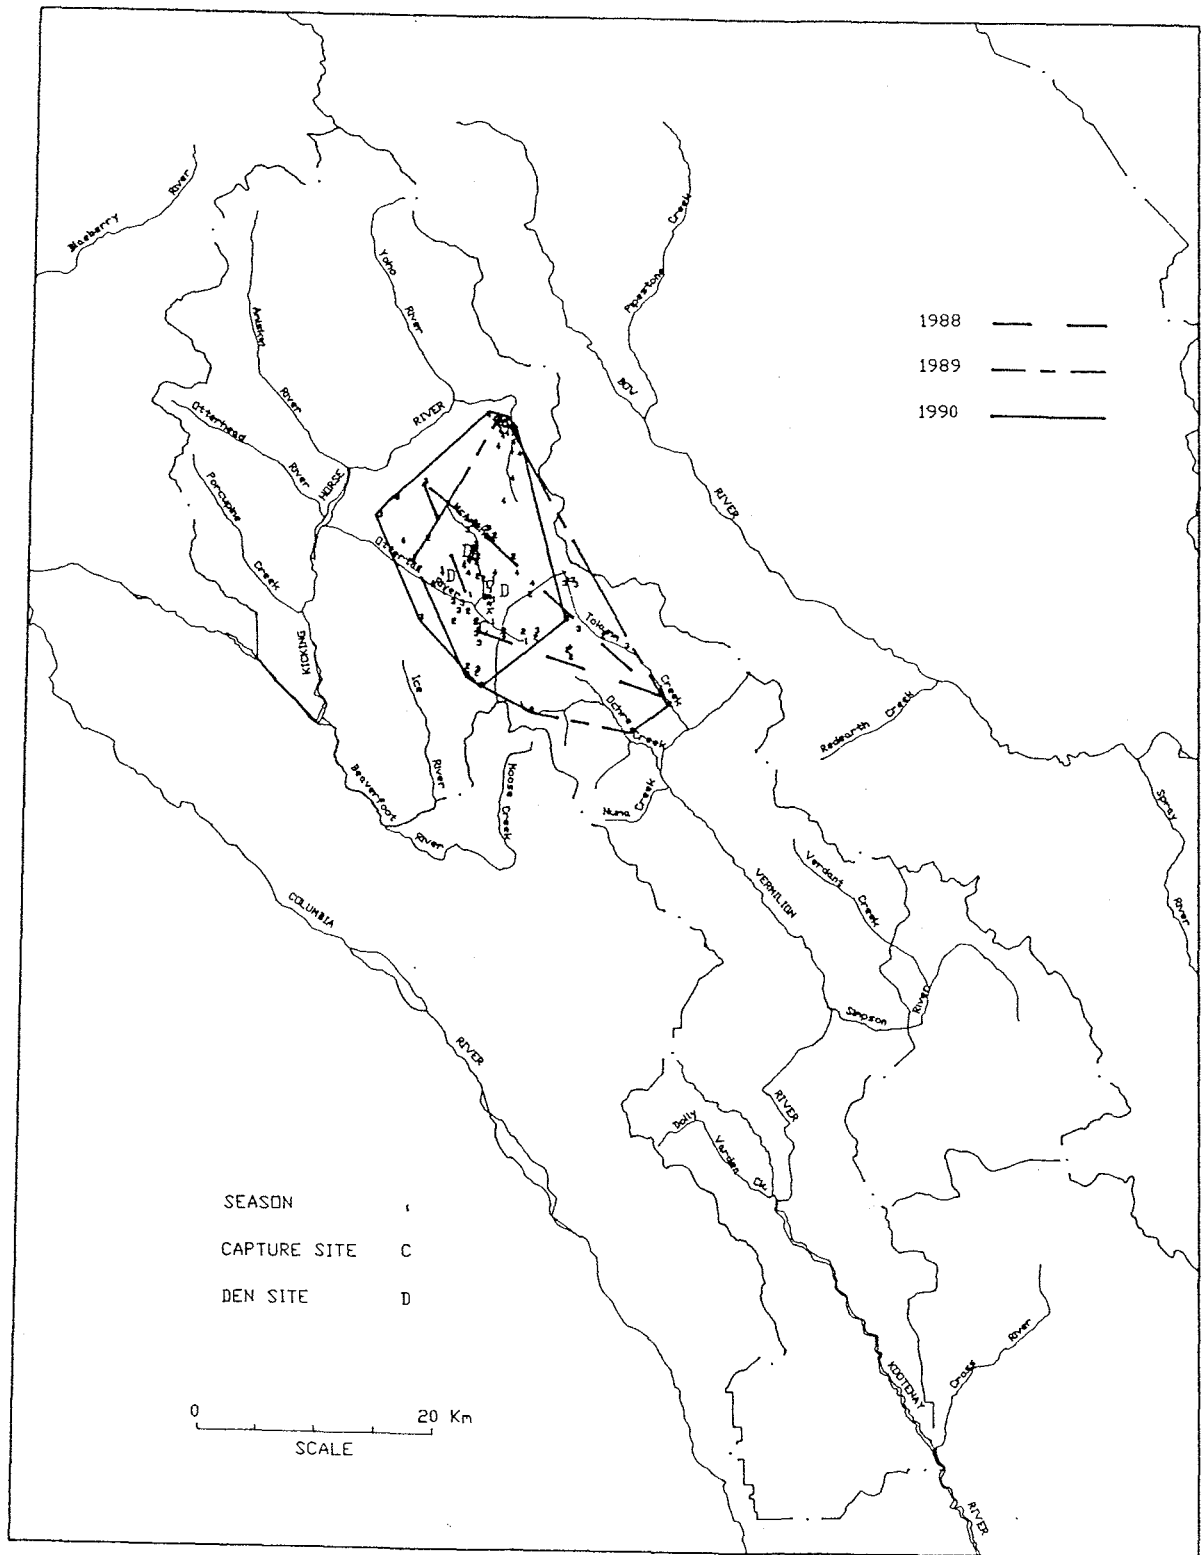 Blaeberry River
Yoho River
Pipestone Creek
Amiskwi River
BOW RIVER
1988
1989
1990
Otterhead River
KICKING HORSE RIVER
Porcupine Creek
Ottertail River
Tokumm Creek
Ochre Creek
Ice River
Redearth Creek
Beaverfoot River
Moose Creek
Numa Creek
Spray River
Verdant Creek
VERMILION RIVER
COLUMBIA RIVER
Simpson River
Dolly Varden Ck.
SEASON
CAPTURE SITE C
DEN SITE D
D
D
D
Cross River
KOOTENAY RIVER
0 20 Km
SCALE